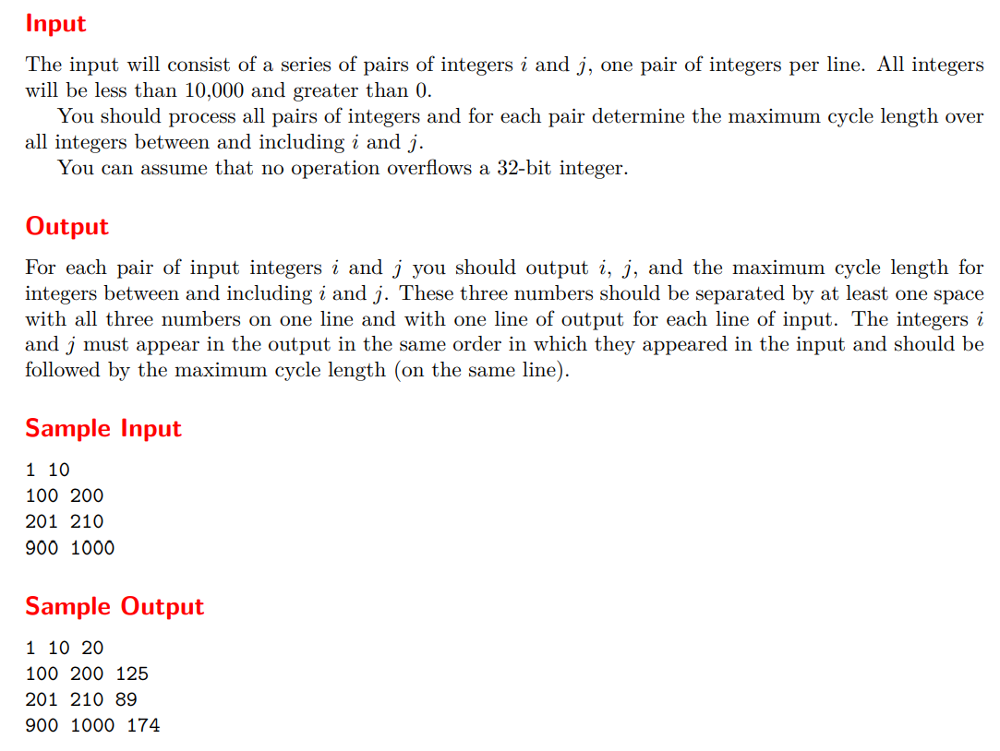 Input
The input will consist of a series of pairs of integers i and j, one pair of integers per line. All integers
will be less than 10,000 and greater than 0.
You should process all pairs of integers and for each pair determine the maximum cycle length over
all integers between and including i and j.
You can assume that no operation overflows a 32-bit integer.
Output
For each pair of input integers i and j you should output i, j, and the maximum cycle length for
integers between and including i and j. These three numbers should be separated by at least one space
with all three numbers on one line and with one line of output for each line of input. The integers i
and j must appear in the output in the same order in which they appeared in the input and should be
followed by the maximum cycle length (on the same line).
Sample Input
1 10
100 200
201 210
900 1000
Sample Output
1 10 20
100 200 125
201 210 89
900 1000 174